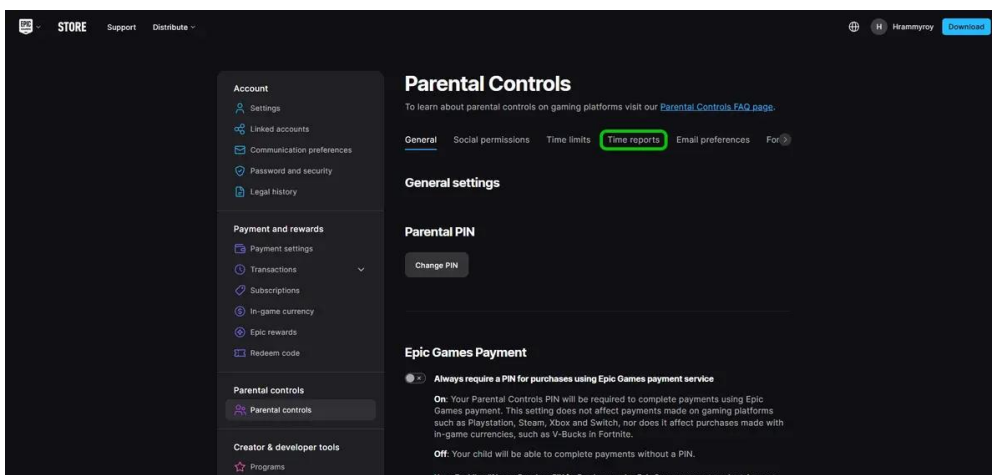 EPIC
STORE
Support
Distribute
H
Hrammyroy
Download
Account
Settings
Linked accounts
Communication preferences
Password and security
Legal history
Payment and rewards
Payment settings
Transactions
Subscriptions
In-game currency
Epic rewards
Redeem code
Parental controls
Parental controls
Creator & developer tools
Programs
Parental Controls
To learn about parental controls on gaming platforms visit our Parental Controls FAQ page.
General
Social permissions
Time limits
Time reports
Email preferences
For
General settings
Parental PIN
Change PIN
Epic Games Payment
Always require a PIN for purchases using Epic Games payment service
On: Your Parental Controls PIN will be required to complete payments using Epic
Games payment. This setting does not affect payments made on gaming platforms
such as Playstation, Steam, Xbox and Switch, nor does it affect purchases made with
in-game currencies, such as V-Bucks in Fortnite.
Off: Your child will be able to complete payments without a PIN.